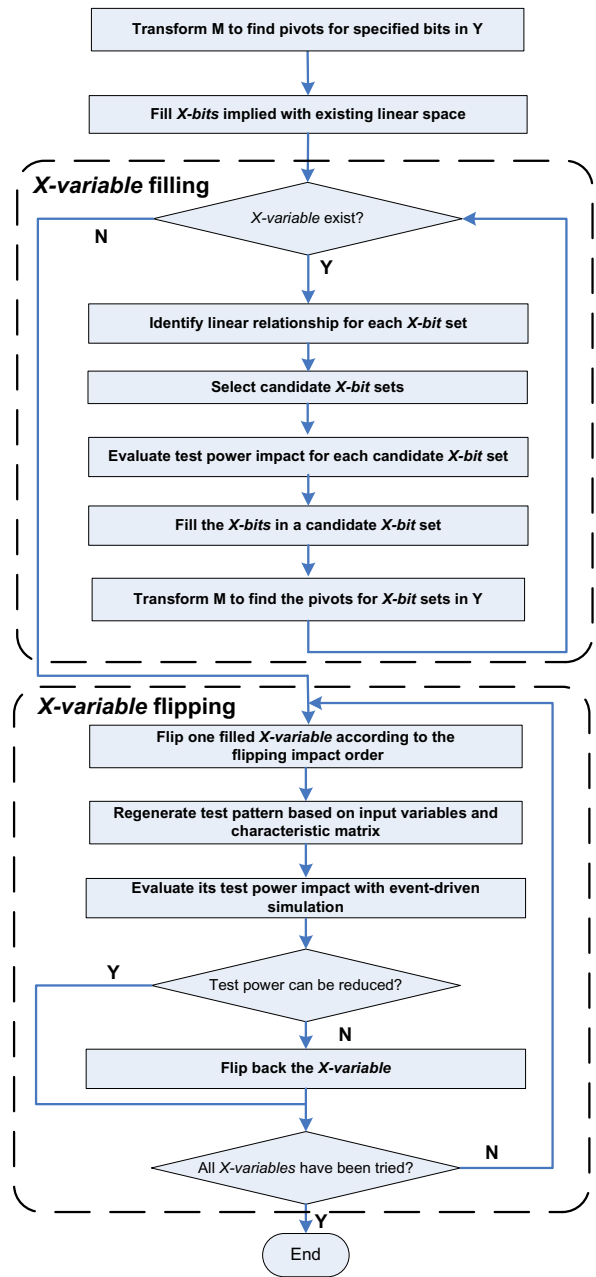 Transform M to find pivots for specified bits in Y
Fill X-bits implied with existing linear space
X-variable filling
X-variable exist?
N
Y
Identify linear relationship for each X-bit set
Select candidate X-bit sets
Evaluate test power impact for each candidate X-bit set
Fill the X-bits in a candidate X-bit set
Transform M to find the pivots for X-bit sets in Y
X-variable flipping
Flip one filled X-variable according to the
flipping impact order
Regenerate test pattern based on input variables and
characteristic matrix
Evaluate its test power impact with event-driven
simulation
Y
Test power can be reduced?
N
Flip back the X-variable
All X-variables have been tried?
N
Y
End